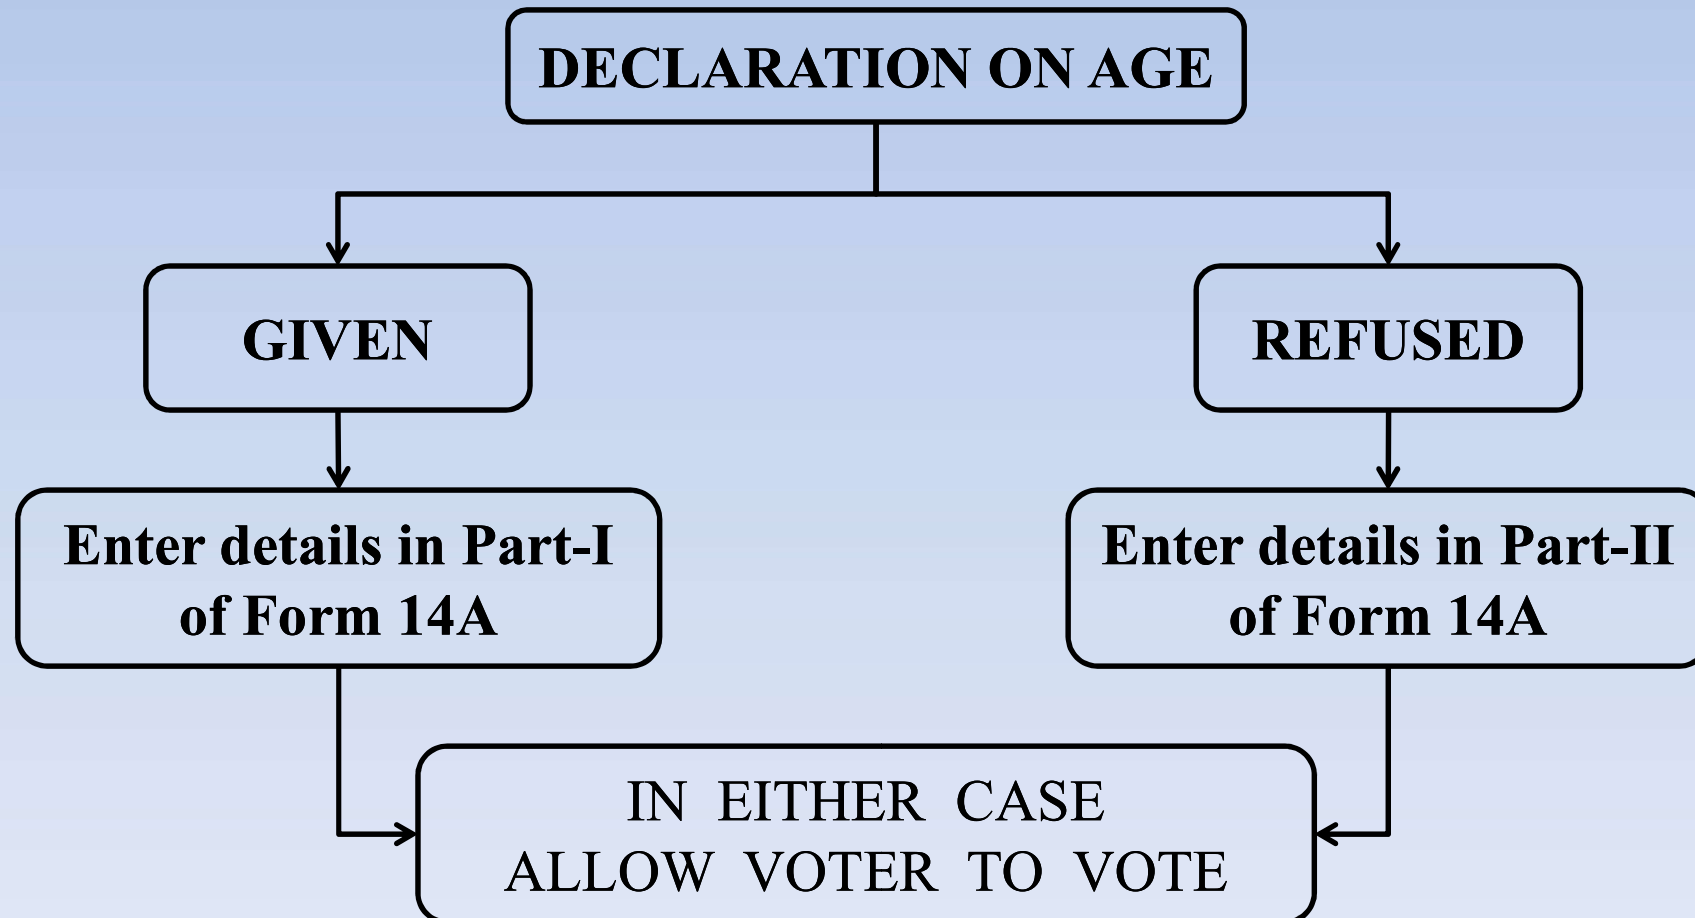 DECLARATION ON AGE
GIVEN
REFUSED
Enter details in Part-I
of Form 14A
Enter details in Part-II
of Form 14A
IN EITHER CASE
ALLOW VOTER TO VOTE